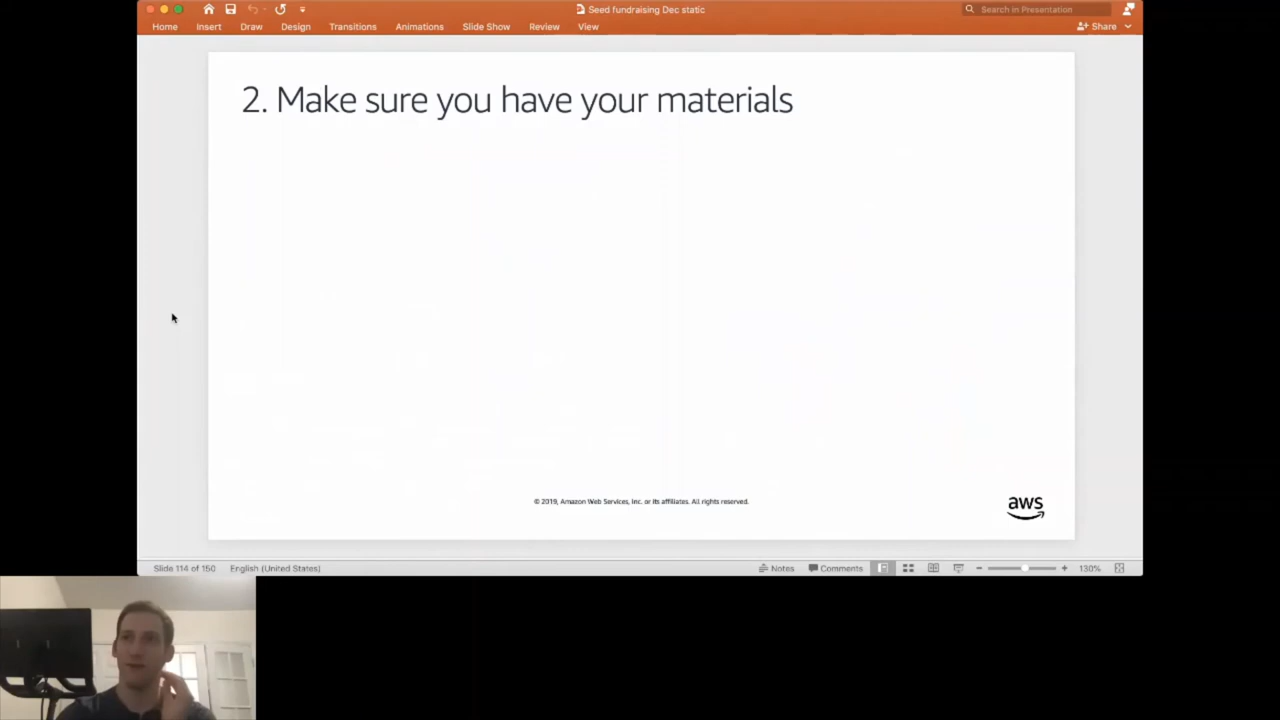 Seed fundraising Dec static
Search in Presentation
Home Insert Draw Design Transitions Animations Slide Show Review View Share
2. Make sure you have your materials
© 2019, Amazon Web Services, Inc. or its affiliates. All rights reserved.
aws
Slide 114 of 150 English (United States) Notes Comments 130%